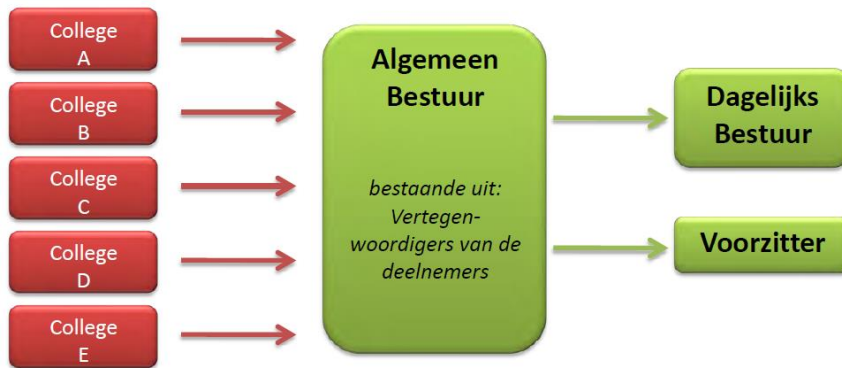 College
A
College
B
College
C
College
D
College
E
Algemeen
Bestuur
bestaande uit:
Vertegen-
woordigers van de
deelnemers
Dagelijks
Bestuur
Voorzitter